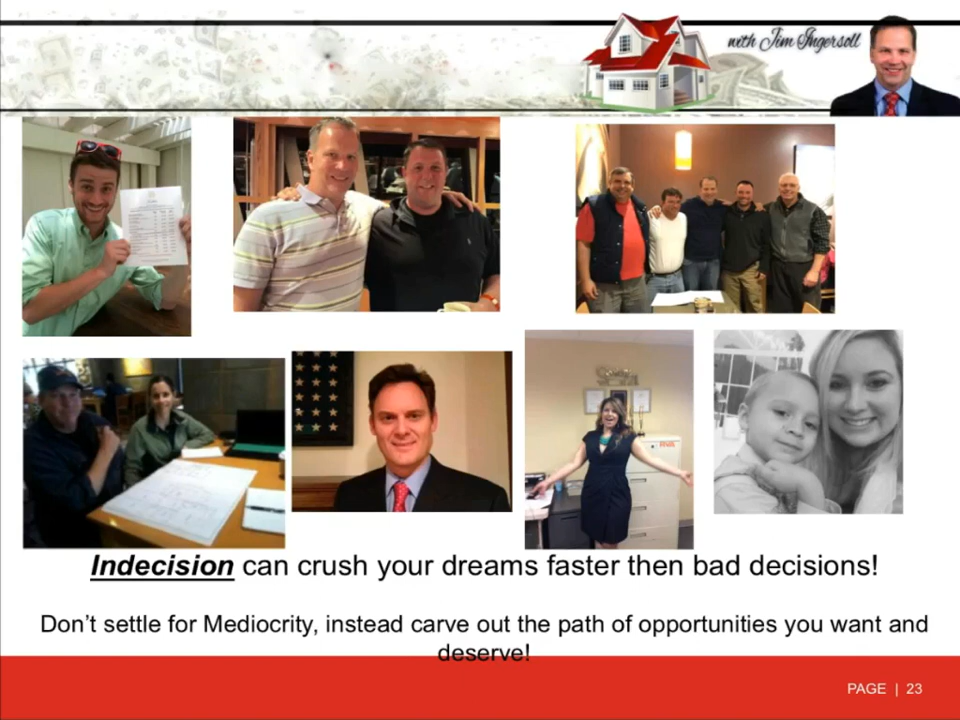 with Jim Ingersoll
Indecision can crush your dreams faster then bad decisions!
Don't settle for Mediocrity, instead carve out the path of opportunities you want and
deserve!
PAGE | 23